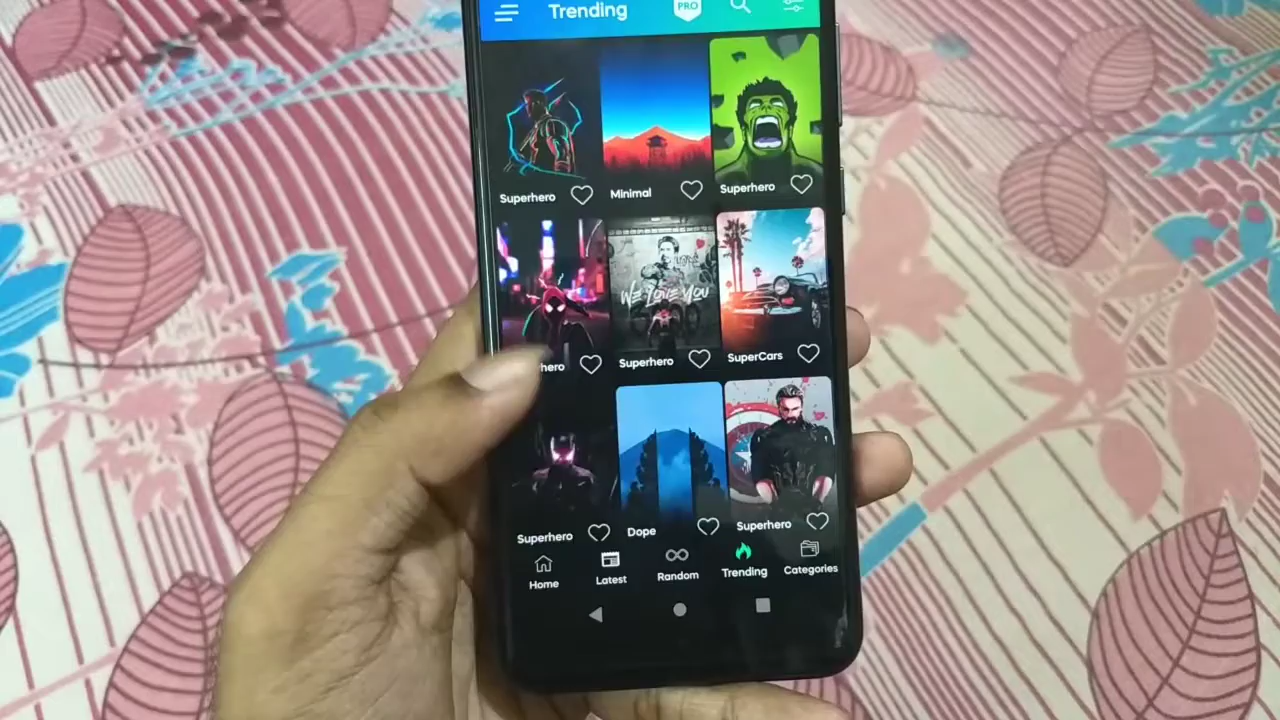 Trending PRO
Superhero Minimal Superhero
WE LOVE YOU
hero Superhero SuperCars
Superhero Dope Superhero
Home Latest Random Trending Categories